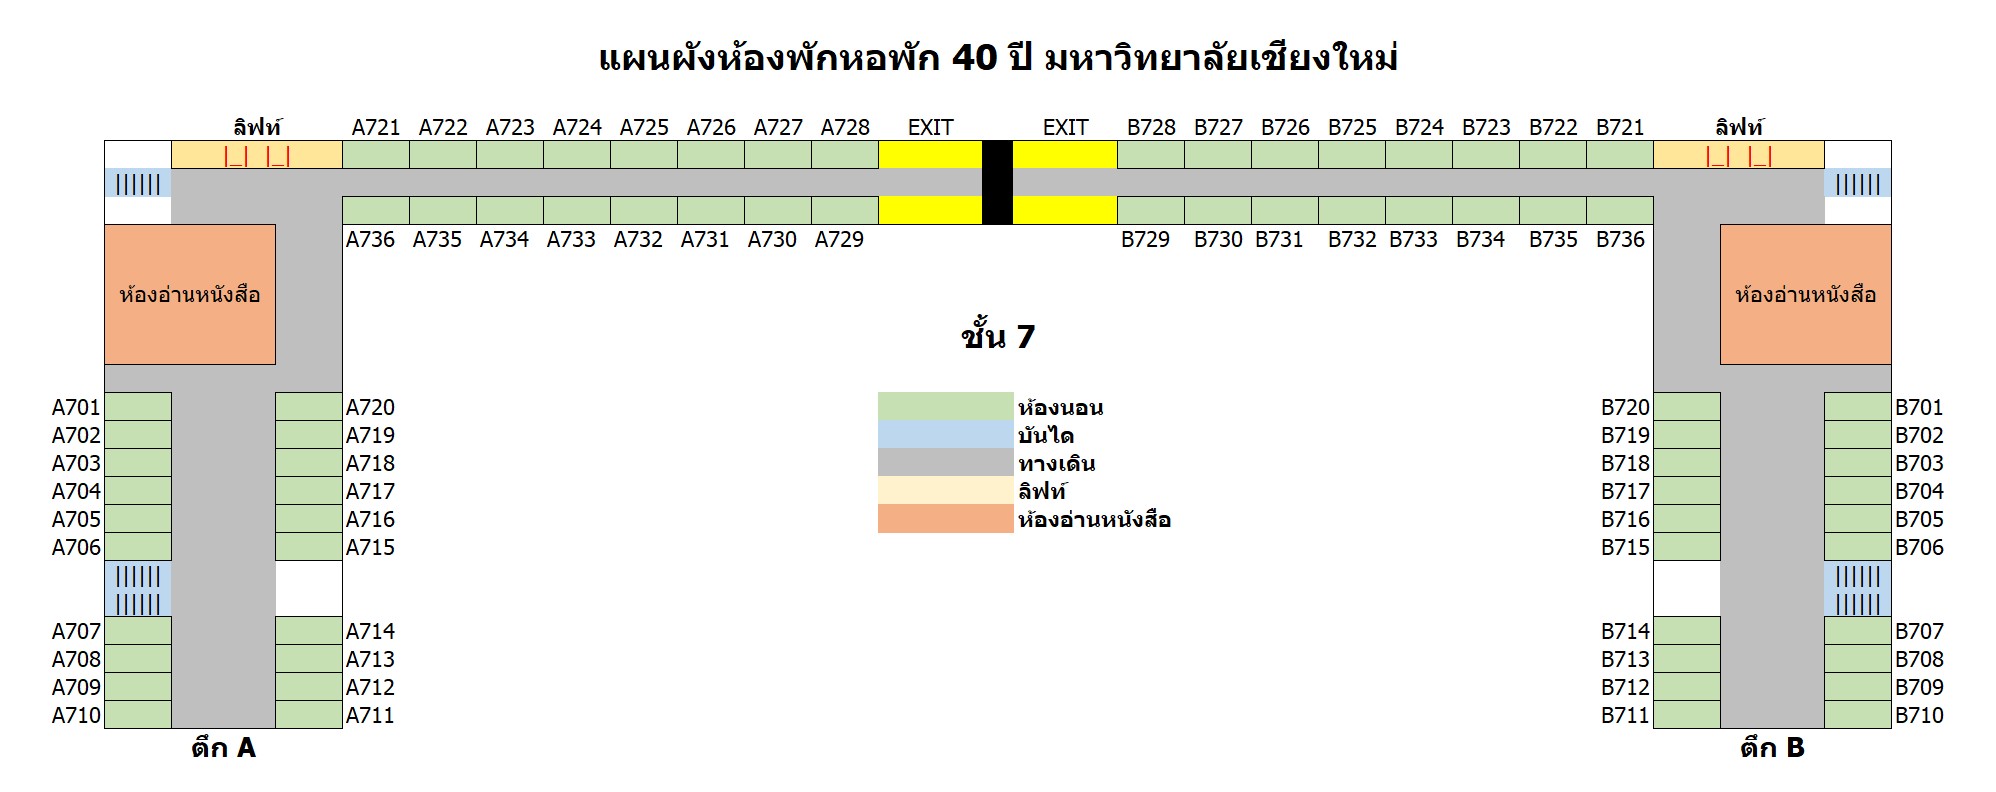 แผนผังห้องพักหอพัก 40 ปี มหาวิทยาลัยเชียงใหม่
ลิฟท์ A721 A722 A723 A724 A725 A726 A727 A728 EXIT EXIT B728 B727 B726 B725 B724 B723 B722 B721 ลิฟท์
|_| |_| |_| |_|
|||||| ||||||
A736 A735 A734 A733 A732 A731 A730 A729 B729 B730 B731 B732 B733 B734 B735 B736
ห้องอ่านหนังสือ ห้องอ่านหนังสือ
ชั้น 7
A701 A720 ห้องนอน B720 B701
A702 A719 บันได B719 B702
A703 A718 ทางเดิน B718 B703
A704 A717 ลิฟท์ B717 B704
A705 A716 ห้องอ่านหนังสือ B716 B705
A706 A715 B715 B706
|||||| ||||||
|||||| ||||||
A707 A714 B714 B707
A708 A713 B713 B708
A709 A712 B712 B709
A710 A711 B711 B710
ตึก A ตึก B